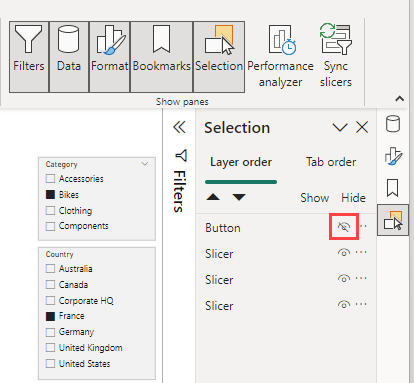 Filters Data Format Bookmarks Selection Performance analyzer Sync slicers
Show panes
Selection
Filters
Layer order Tab order
Show Hide
Button
Slicer
Slicer
Slicer
Category
Accessories
Bikes
Clothing
Components
Country
Australia
Canada
Corporate HQ
France
Germany
United Kingdom
United States